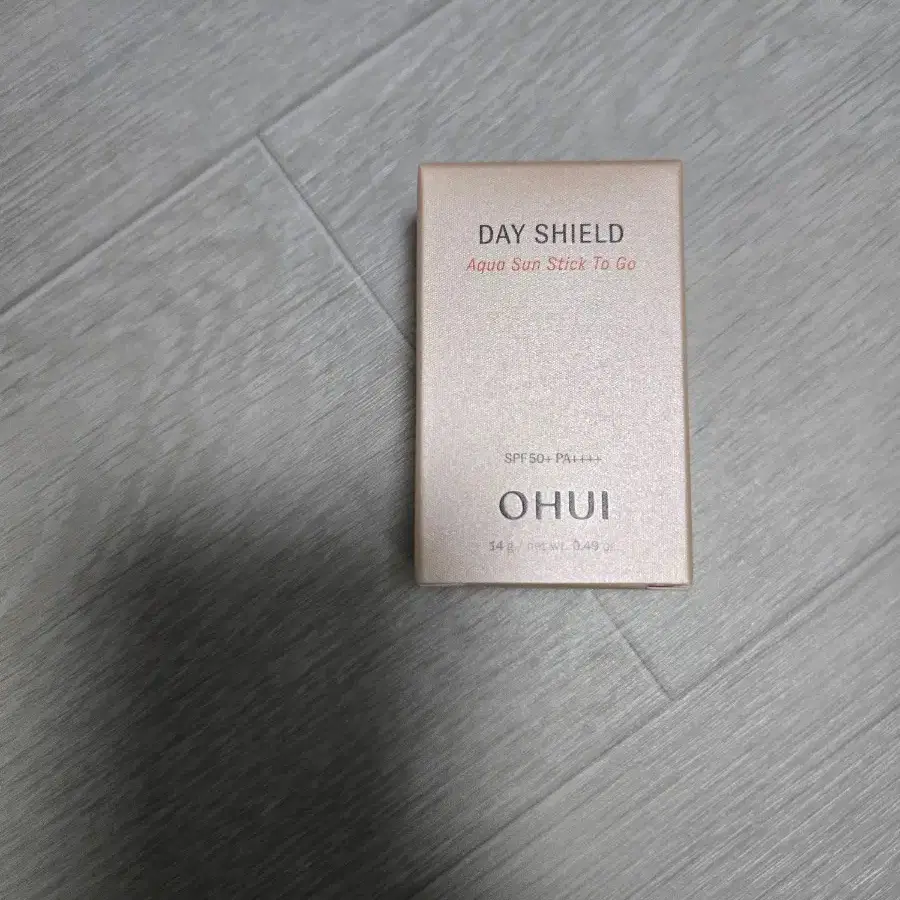 DAY SHIELD
Aqua Sun Stick To Go
SPF50+ PA++++
OHUI
14 g / net wt. 0.49 oz